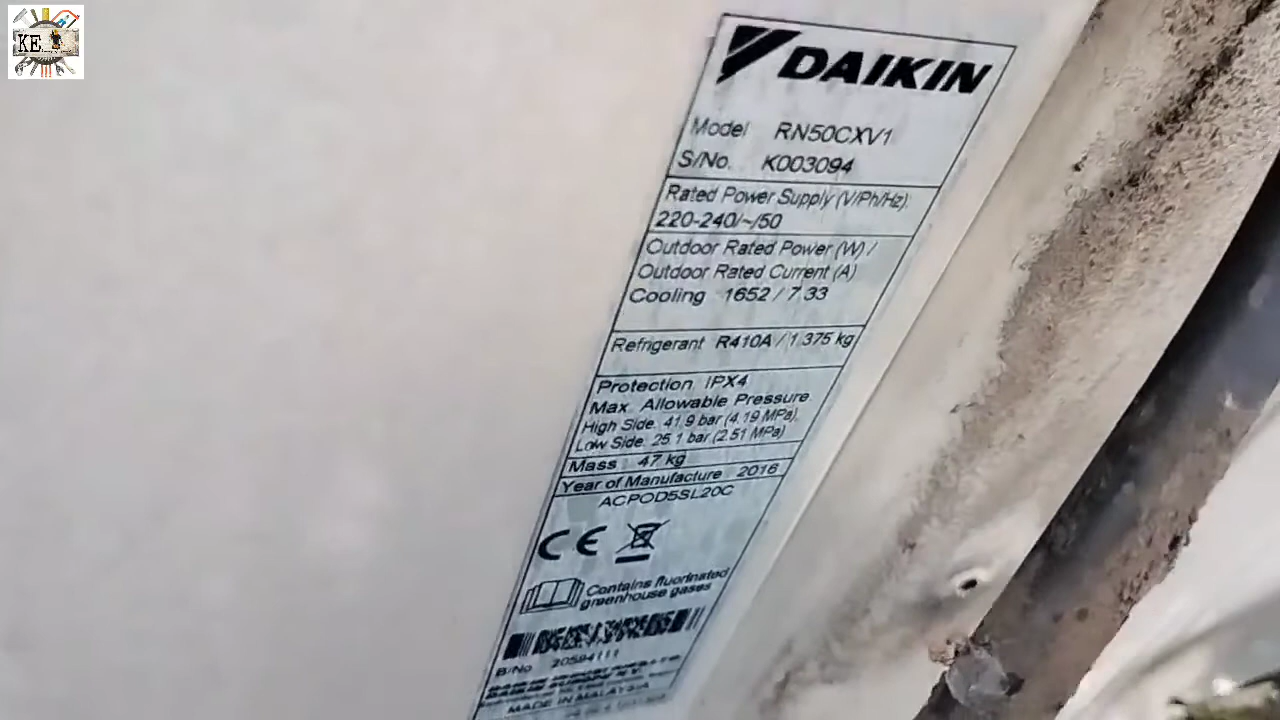 KE
DAIKIN
Model RN50CXV1
S/No. K003094
Rated Power Supply (V/Ph/Hz).
220-240/~/50
Outdoor Rated Power (W) /
Outdoor Rated Current (A)
Cooling 1652 / 7.33
Refrigerant R410A / 1.375 kg
Protection IPX4
Max. Allowable Pressure
High Side: 41.9 bar (4.19 MPa).
Low Side: 25.1 bar (2.51 MPa)
Mass : 47 kg
Year of Manufacture : 2016
ACPOD5SL20C
CE
Contains fluorinated
greenhouse gases
B/No 20594111
MADE IN MALAYSIA